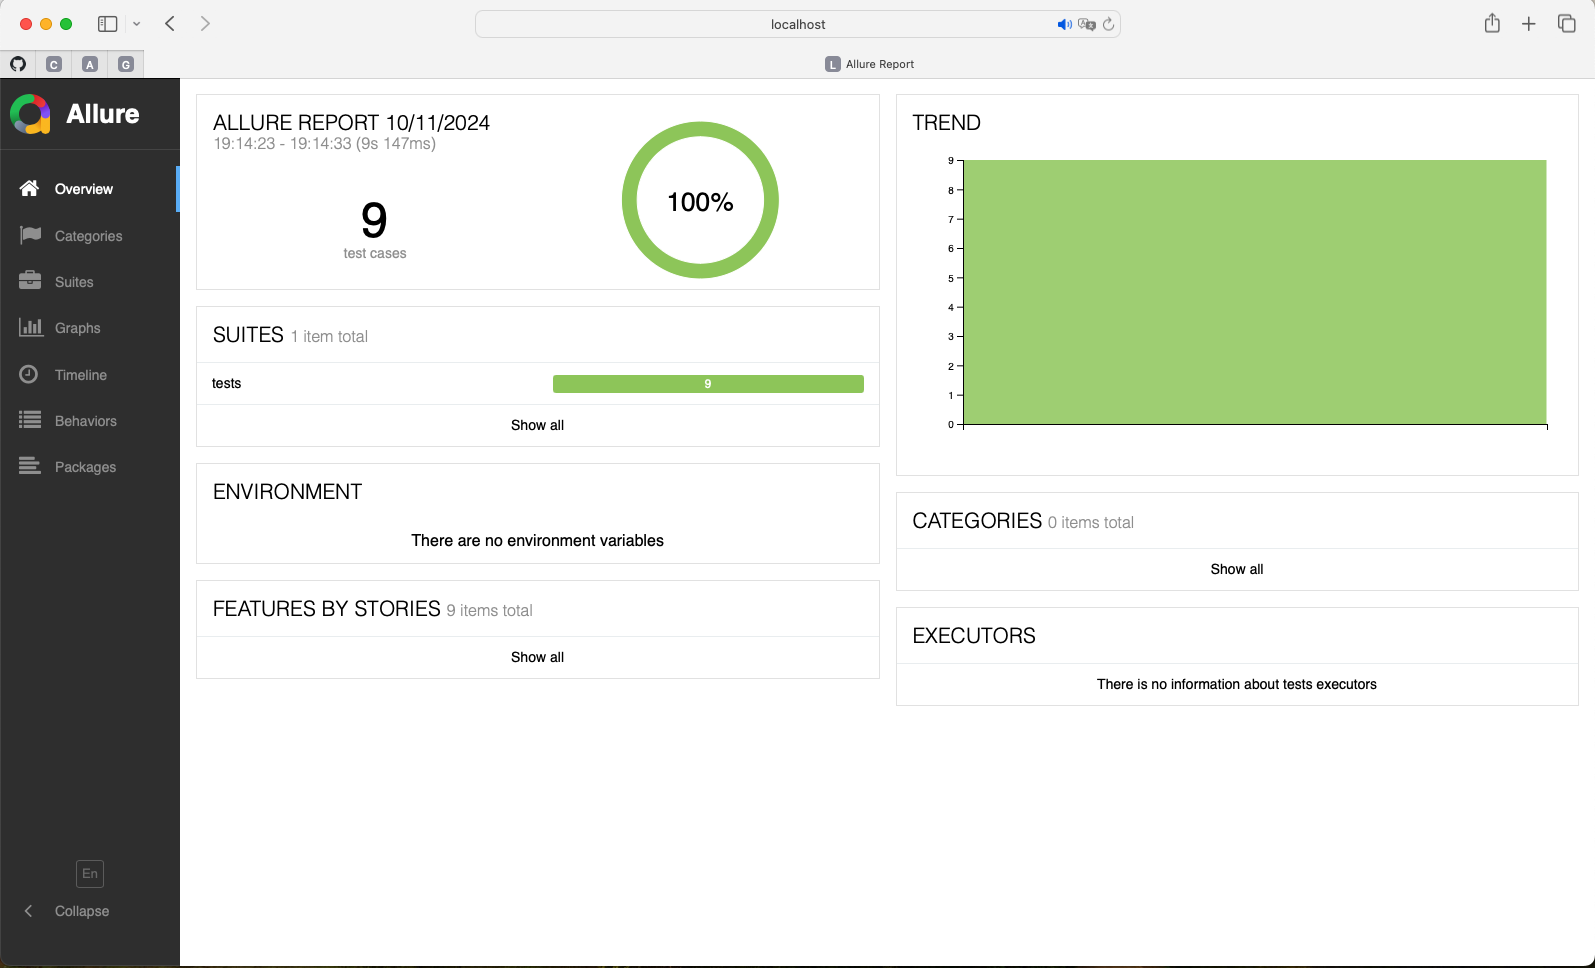 localhost
C
A
G
L Allure Report
Allure
Overview
Categories
Suites
Graphs
Timeline
Behaviors
Packages
En
Collapse
ALLURE REPORT 10/11/2024
19:14:23 - 19:14:33 (9s 147ms)
9
test cases
100%
SUITES 1 item total
tests
9
Show all
ENVIRONMENT
There are no environment variables
FEATURES BY STORIES 9 items total
Show all
TREND
9
8
7
6
5
4
3
2
1
0
CATEGORIES 0 items total
Show all
EXECUTORS
There is no information about tests executors